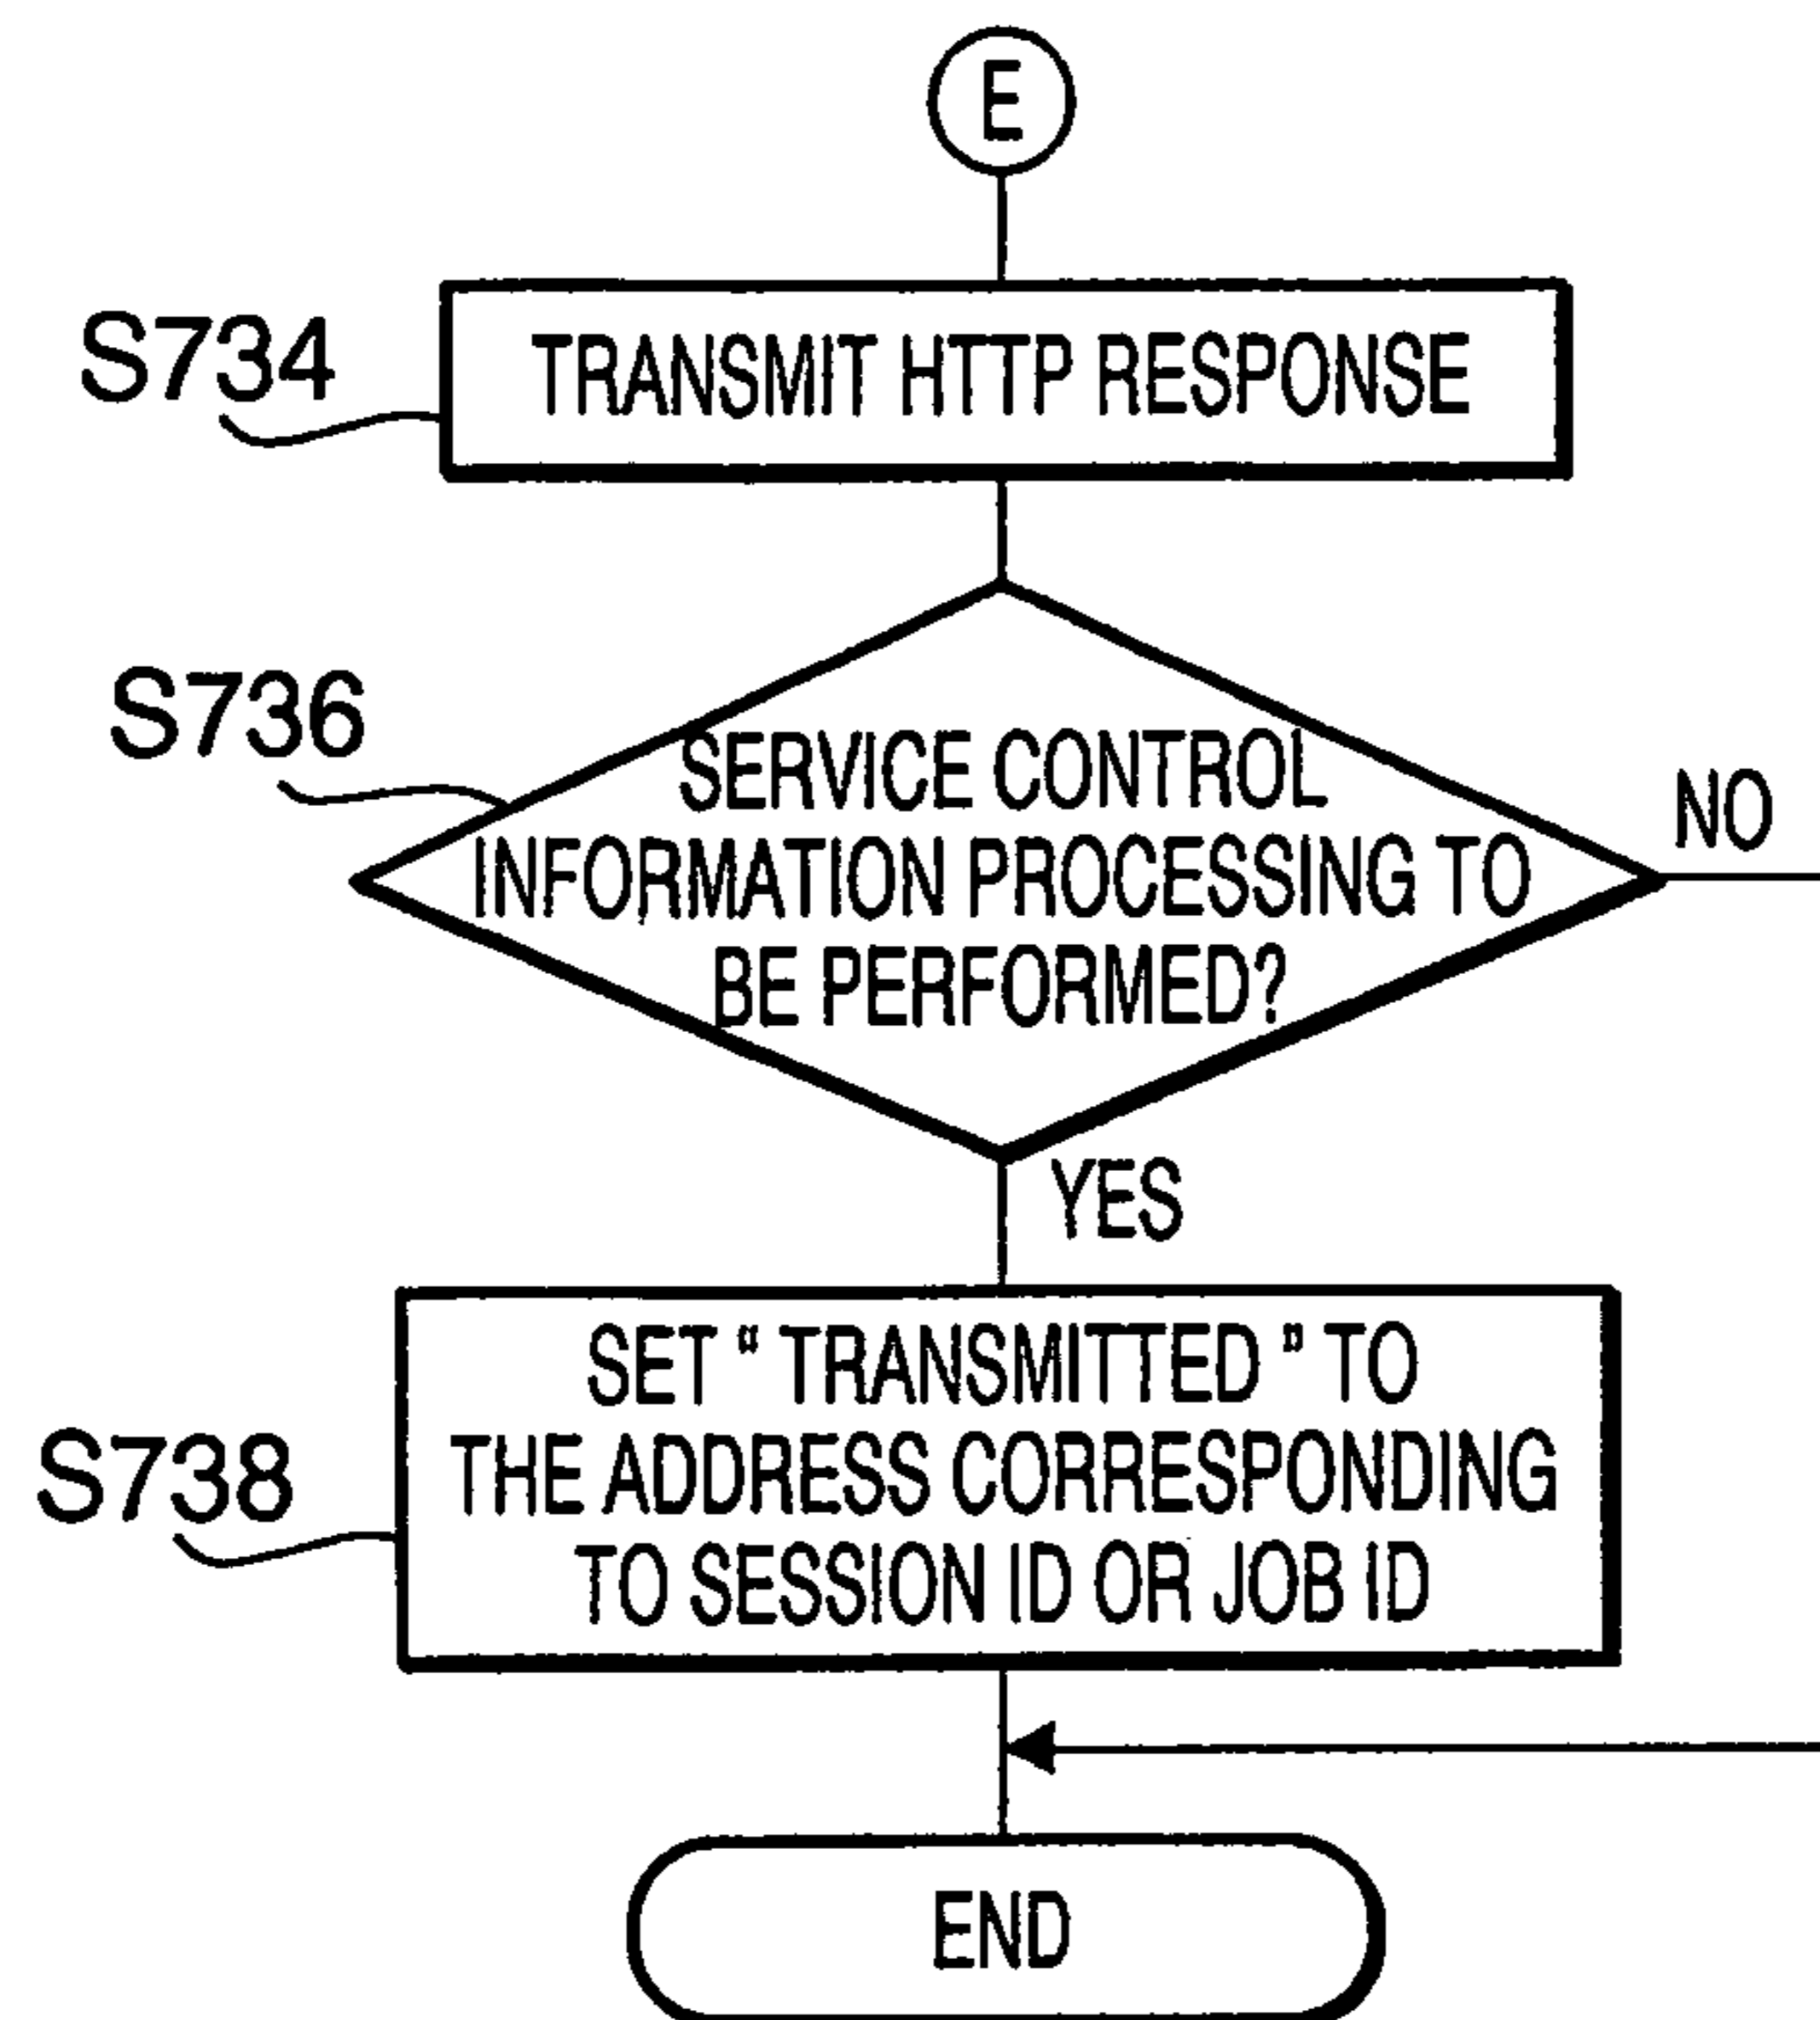 E
S734
TRANSMIT HTTP RESPONSE
S736
SERVICE CONTROL
INFORMATION PROCESSING TO
BE PERFORMED?
NO
YES
S738
SET " TRANSMITTED " TO
THE ADDRESS CORRESPONDING
TO SESSION ID OR JOB ID
END